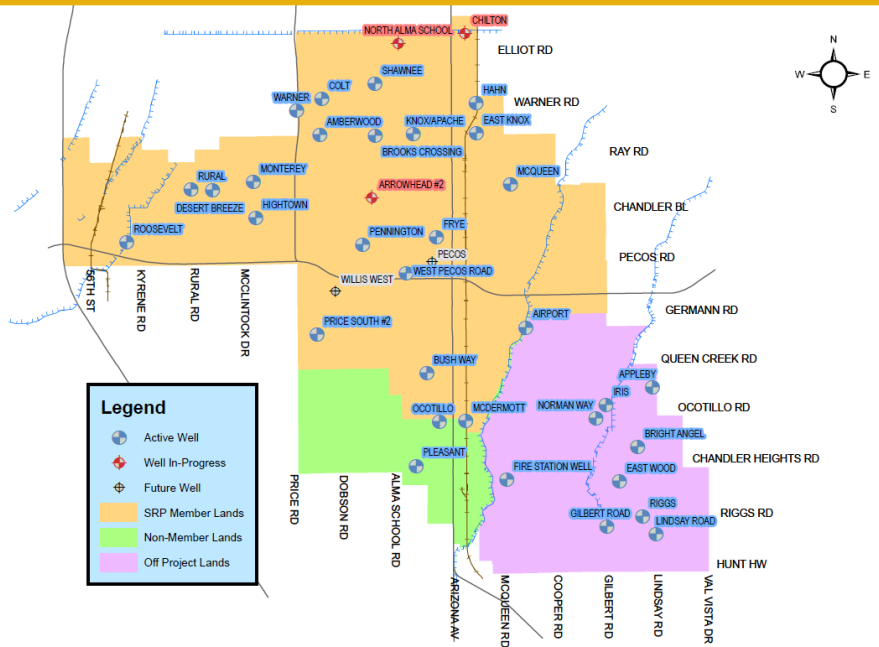 CHILTON
NORTH ALMA SCHOOL
N
W
E
S
ELLIOT RD
SHAWNEE
COLT
HAHN
WARNER
WARNER RD
AMBERWOOD
KNOX/APACHE
EAST KNOX
BROOKS CROSSING
RAY RD
MONTEREY
RURAL
MCQUEEN
ARROWHEAD #2
DESERT BREEZE
HIGHTOWN
CHANDLER BL
ROOSEVELT
PENNINGTON
FRYE
PECOS
PECOS RD
WEST PECOS ROAD
WILLIS WEST
56TH ST
KYRENE RD
RURAL RD
MCCLINTOCK DR
GERMANN RD
PRICE SOUTH #2
AIRPORT
BUSH WAY
QUEEN CREEK RD
APPLEBY
IRIS
OCOTILLO
MCDERMOTT
NORMAN WAY
OCOTILLO RD
BRIGHT ANGEL
PLEASANT
CHANDLER HEIGHTS RD
FIRE STATION WELL
EAST WOOD
GILBERT ROAD
RIGGS
RIGGS RD
LINDSAY ROAD
HUNT HW
PRICE RD
DOBSON RD
ALMA SCHOOL RD
ARIZONA AV
MCQUEEN RD
COOPER RD
GILBERT RD
LINDSAY RD
VAL VISTA DR
Legend
Active Well
Well In-Progress
Future Well
SRP Member Lands
Non-Member Lands
Off Project Lands